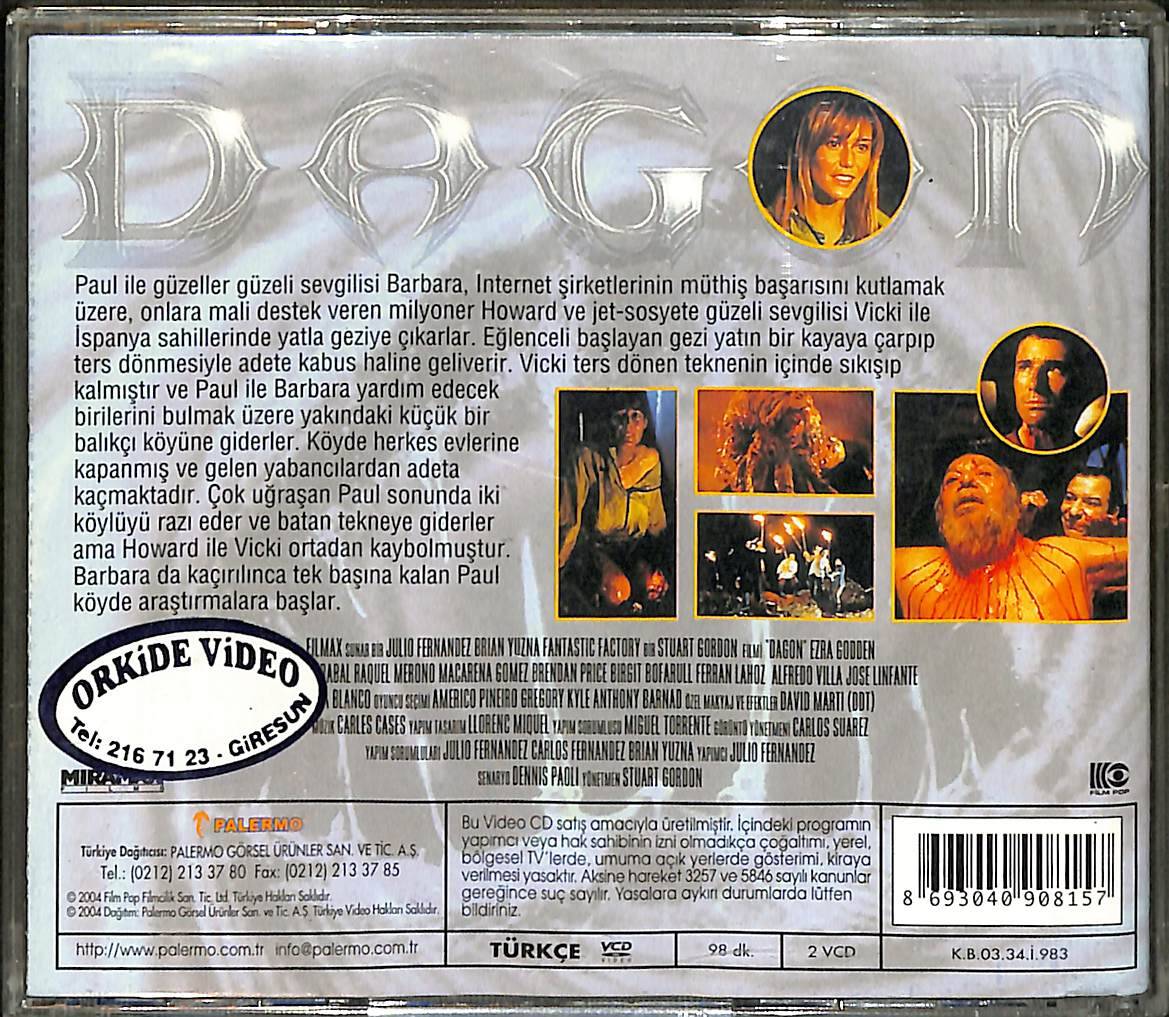 DAGON
Paul ile güzeller güzeli sevgilisi Barbara, Internet şirketlerinin müthiş başarısını kutlamak
üzere, onlara mali destek veren milyoner Howard ve jet-sosyete güzeli sevgilisi Vicki ile
İspanya sahillerinde yatla geziye çıkarlar. Eğlenceli başlayan gezi yatın bir kayaya çarpıp
ters dönmesiyle adete kabus haline geliverir. Vicki ters dönen teknenin içinde sıkışıp
kalmıştır ve Paul ile Barbara yardım edecek
birilerini bulmak üzere yakındaki küçük bir
balıkçı köyüne giderler. Köyde herkes evlerine
kapanmış ve gelen yabancılardan adeta
kaçmaktadır. Çok uğraşan Paul sonunda iki
köylüyü razı eder ve batan tekneye giderler
ama Howard ile Vicki ortadan kaybolmuştur.
Barbara da kaçırılınca tek başına kalan Paul
köyde araştırmalara başlar.
FILMAX SUNAR BIR JULIO FERNANDEZ BRIAN YUZNA FANTASTIC FACTORY BIR STUART GORDON FILMI "DAGON" EZRA GODDEN
RABAL RAQUEL MERONO MACARENA GOMEZ BRENDAN PRICE BIRGIT BOFARULL FERRAN LAHOZ ALFREDO VILLA JOSE LINFANTE
BLANCO OYUNCU SEÇİMİ AMERICO PINEIRO GREGORY KYLE ANTHONY BARNAD ÖZEL MAKYAJ VE EFEKTLER DAVID MARTI (DDT)
MÜZİK CARLES CASES YAPIM TASARIM LLORENC MIQUEL YAPIM SORUMLUSU MIGUEL TORRENTE GÖRÜNTÜ YÖNETMENİ CARLOS SUAREZ
YAPIM SORUMLULARI JULIO FERNANDEZ CARLOS FERNANDEZ BRIAN YUZNA YAPIMCI JULIO FERNANDEZ
SENARYO DENNIS PAOLI YÖNETMEN STUART GORDON
ORKİDE VİDEO
Tel: 216 71 23 - GİRESUN
MIRAMAX
FILMS
FILM POP
PALERMO
Türkiye Dağıtıcısı: PALERMO GÖRSEL ÜRÜNLER SAN. VE TİC. A.Ş.
Tel.: (0212) 213 37 80 Fax: (0212) 213 37 85
© 2004 Film Pop Filmcilik San. Tic. Ltd. Türkiye Hakları Saklıdır.
© 2004 Dağıtım: Palermo Görsel Ürünler San. ve Tic. A.Ş. Türkiye Video Hakları Saklıdır.
Bu Video CD satış amacıyla üretilmiştir. İçindeki programın
yapımcı veya hak sahibinin izni olmadıkça çoğaltımı, yerel,
bölgesel TV'lerde, umuma açık yerlerde gösterimi, kiraya
verilmesi yasaktır. Aksine hareket 3257 ve 5846 sayılı kanunlar
gereğince suç sayılır. Yasalara aykırı durumlarda lütfen
bildiriniz.
8 693040 908157
http://www.palermo.com.tr info@palermo.com.tr
TÜRKÇE
VCD
VIDEO
98 dk.
2 VCD
K.B.03.34.İ.983